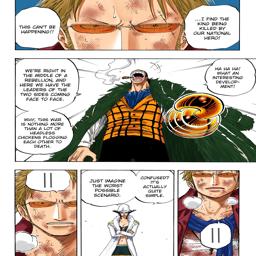 ...I FIND THE
KING BEING
KILLED BY
OUR NATIONAL
HERO!
THIS CAN'T BE
HAPPENING!!
HA HA HA!
WHAT AN
INTERESTING
DEVELOP-
MENT!
WE'RE RIGHT IN
THE MIDDLE OF A
REBELLION, AND
HERE WE HAVE THE
LEADERS OF THE
TWO SIDES COMING
FACE TO FACE.
WHY, THIS WAR
IS NOTHING MORE
THAN A LOT
OF HEADLESS
CHICKENS FLOGGING
EACH OTHER TO
DEATH.
CONFUSED?
IT'S
ACTUALLY
QUITE
SIMPLE.
JUST IMAGINE
THE WORST
POSSIBLE
SCENARIO.
!!
!!